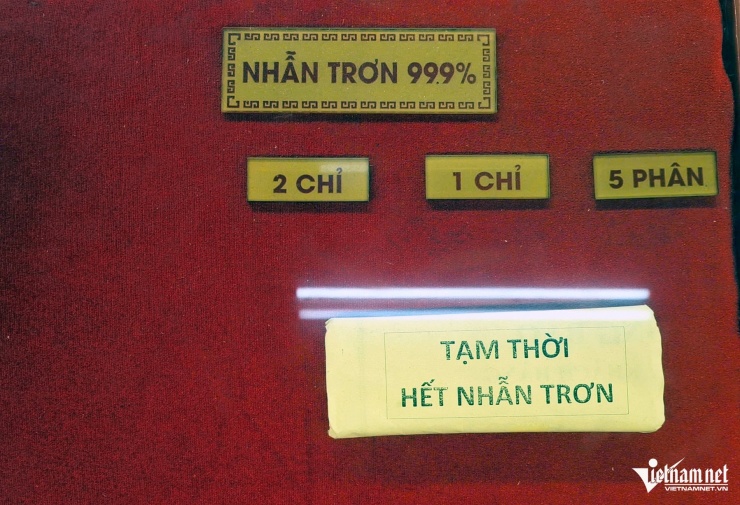 NHẪN TRƠN 99.9%
2 CHỈ
1 CHỈ
5 PHÂN
TẠM THỜI
HẾT NHẪN TRƠN
Vietnamnet
VIETNAMNET.VN